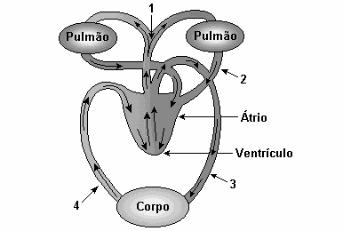 1
Pulmão
Pulmão
2
Átrio
Ventrículo
3
4
Corpo